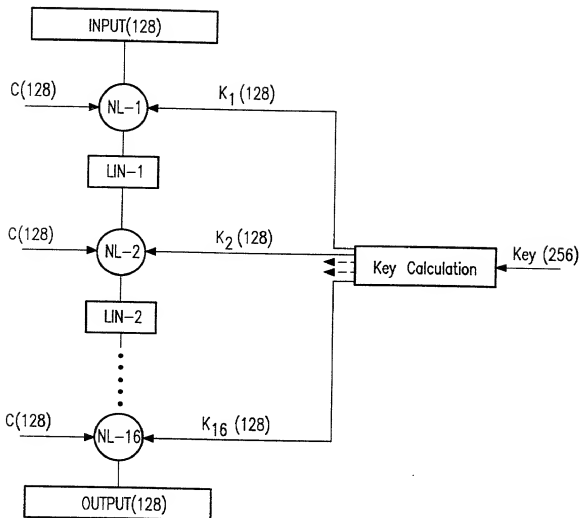 INPUT(128)
C(128)
NL-1
K1 (128)
LIN-1
C(128)
NL-2
K2 (128)
Key Calculation
Key (256)
LIN-2
C(128)
NL-16
K16 (128)
OUTPUT(128)